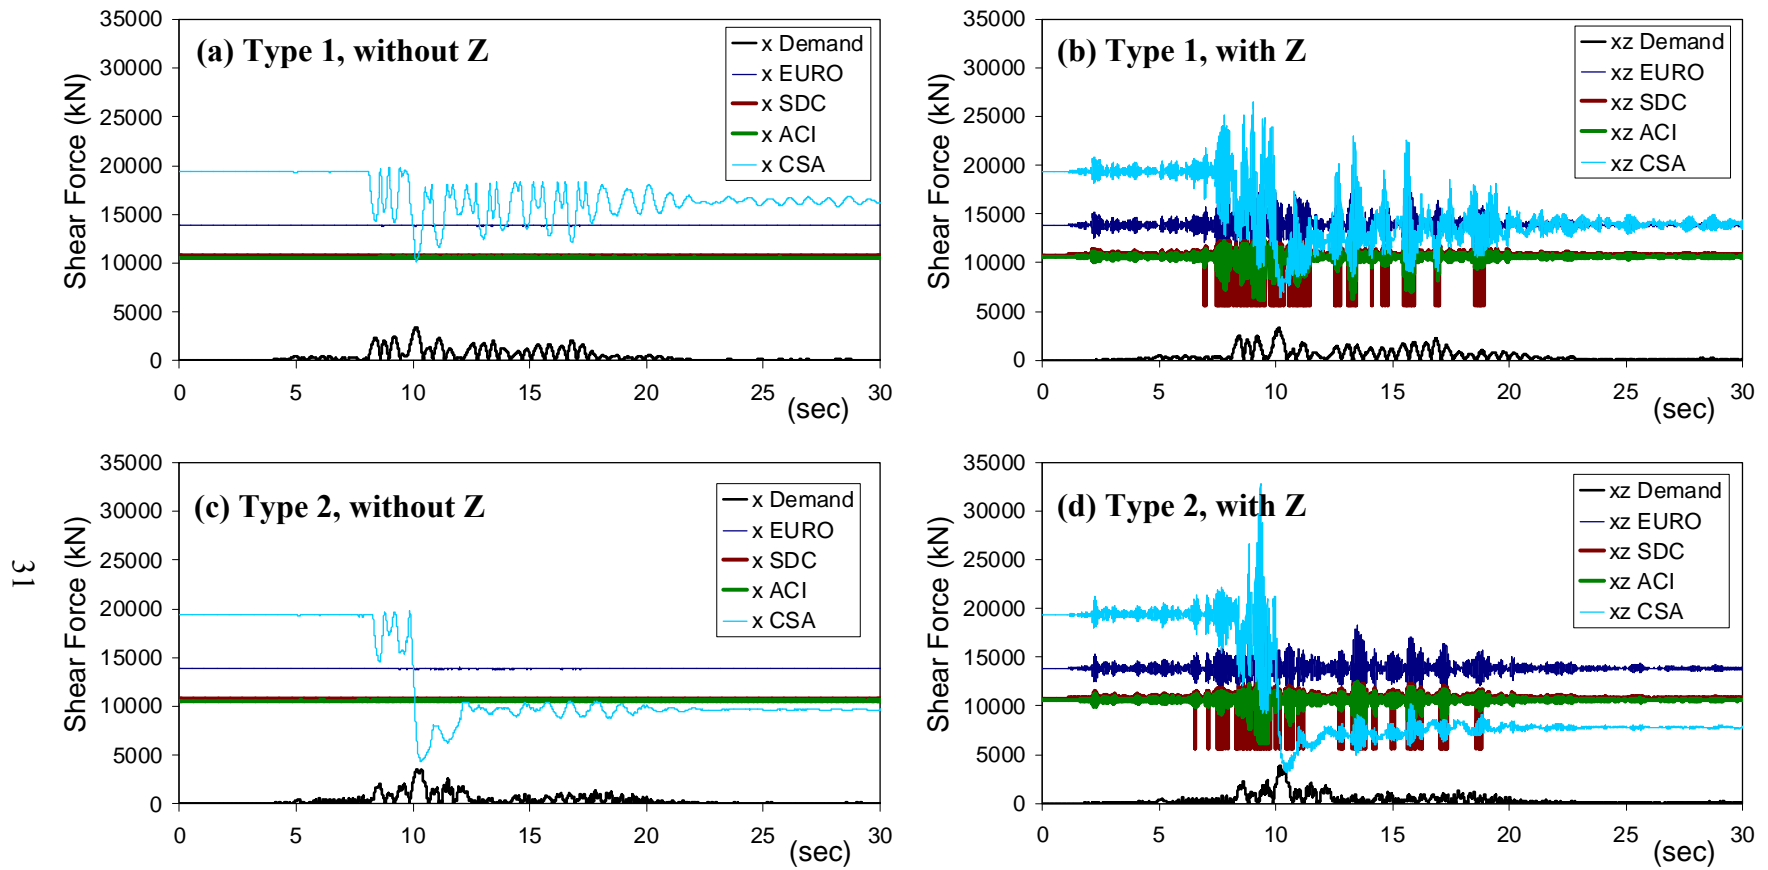 (a) Type 1, without Z
Shear Force (kN)
35000
30000
25000
20000
15000
10000
5000
0
x Demand
x EURO
x SDC
x ACI
x CSA
0 5 10 15 20 25 30
(sec)
(b) Type 1, with Z
Shear Force (kN)
35000
30000
25000
20000
15000
10000
5000
0
xz Demand
xz EURO
xz SDC
xz ACI
xz CSA
0 5 10 15 20 25 30
(sec)
(c) Type 2, without Z
Shear Force (kN)
35000
30000
25000
20000
15000
10000
5000
0
x Demand
x EURO
x SDC
x ACI
x CSA
0 5 10 15 20 25 30
(sec)
(d) Type 2, with Z
Shear Force (kN)
35000
30000
25000
20000
15000
10000
5000
0
xz Demand
xz EURO
xz SDC
xz ACI
xz CSA
0 5 10 15 20 25 30
(sec)
31